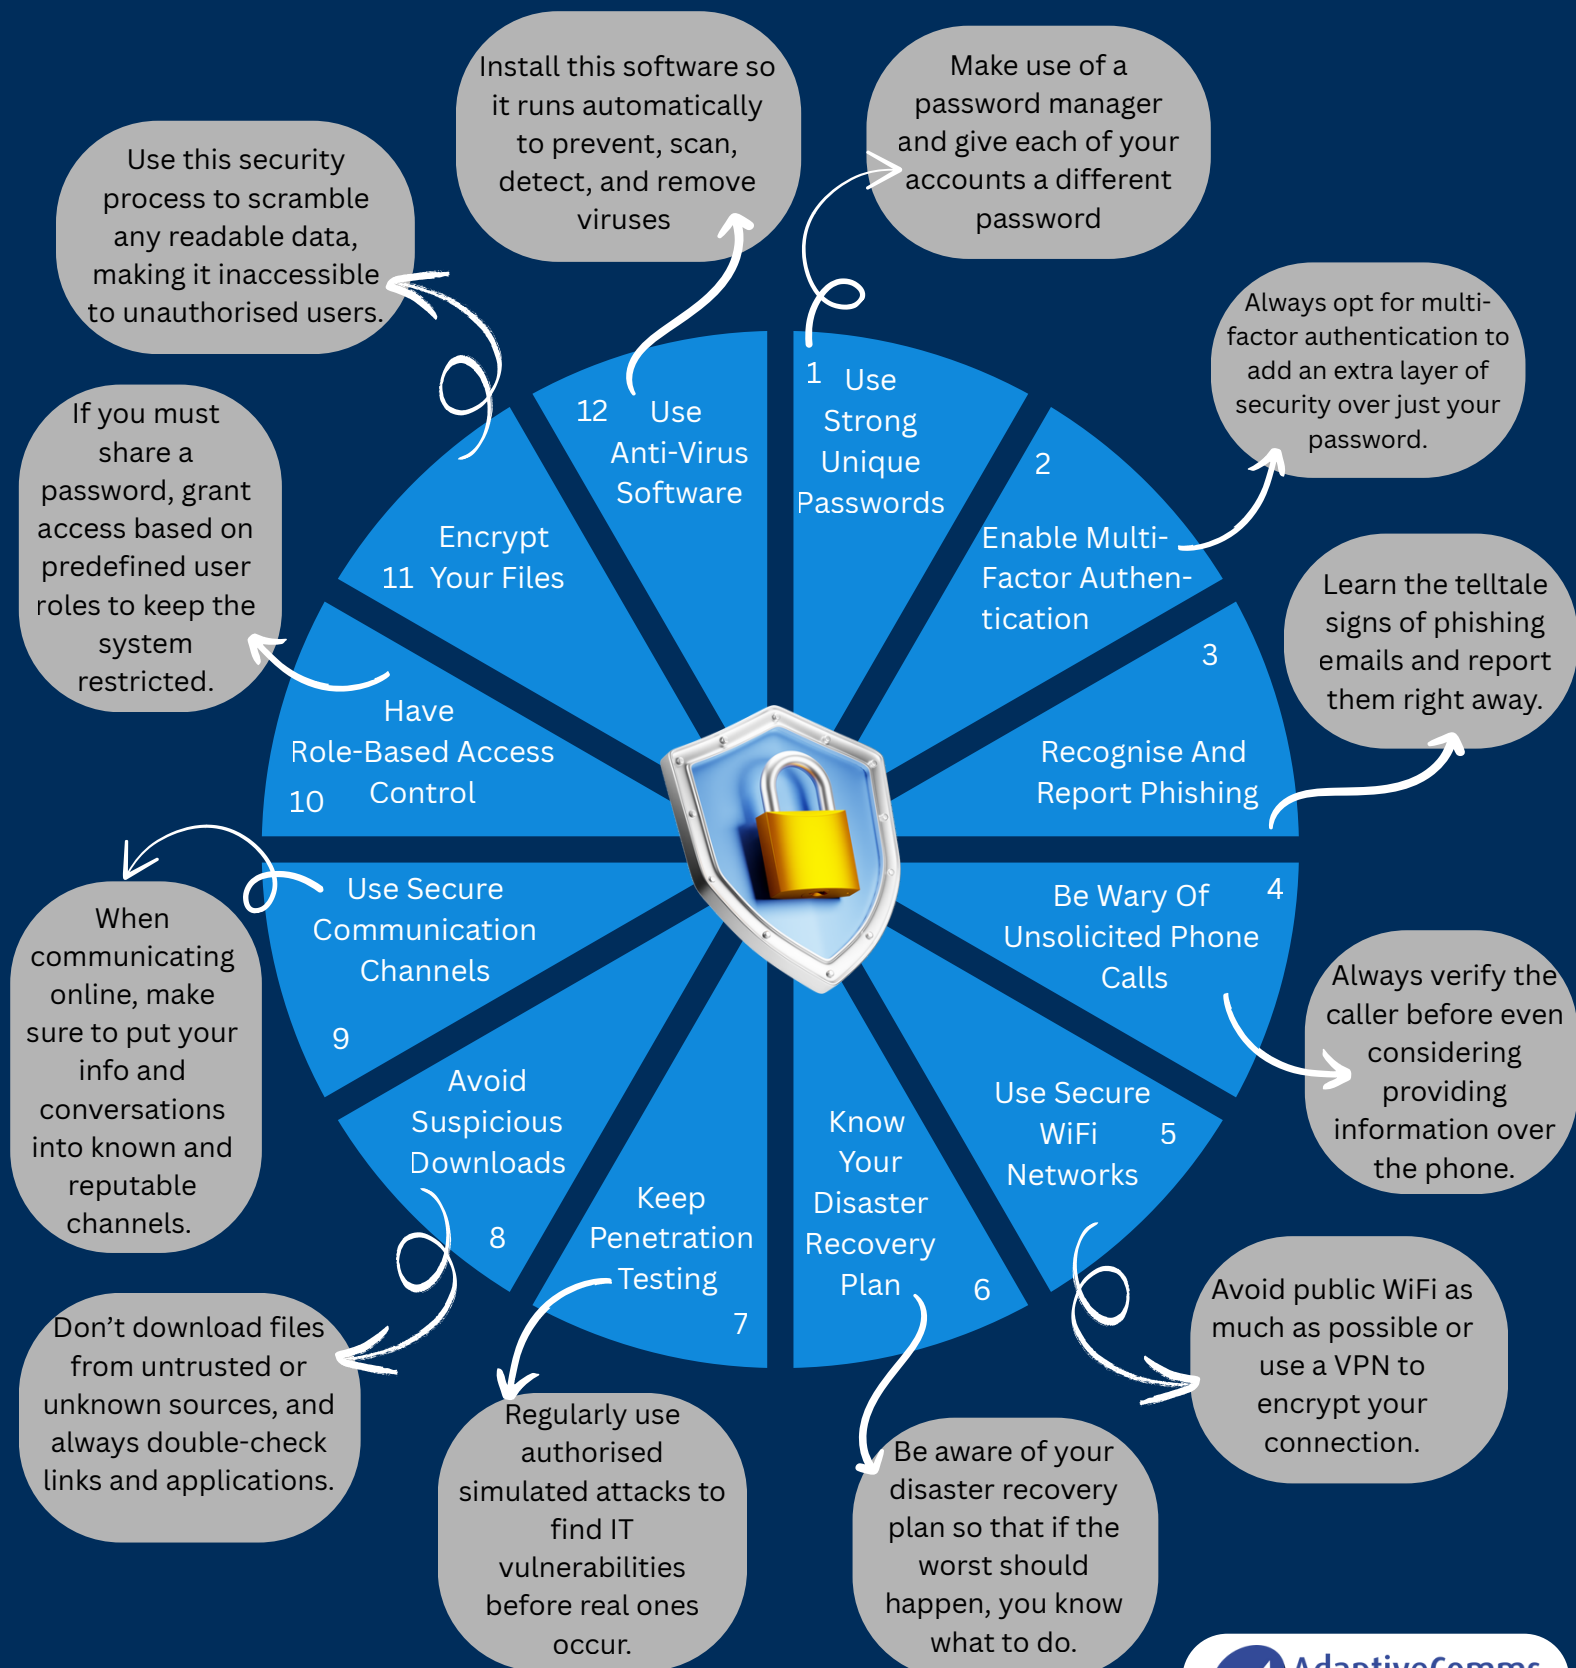 1
Use
Strong
Unique
Passwords
Make use of a
password manager
and give each of your
accounts a different
password
2
Enable Multi-
Factor Authen-
tication
Always opt for multi-
factor authentication to
add an extra layer of
security over just your
password.
3
Recognise And
Report Phishing
Learn the telltale
signs of phishing
emails and report
them right away.
4
Be Wary Of
Unsolicited Phone
Calls
Always verify the
caller before even
considering
providing
information over
the phone.
Use Secure
WiFi 5
Networks
Avoid public WiFi as
much as possible or
use a VPN to
encrypt your
connection.
Know
Your
Disaster
Recovery
Plan
6
Be aware of your
disaster recovery
plan so that if the
worst should
happen, you know
what to do.
Keep
Penetration
Testing
7
Regularly use
authorised
simulated attacks to
find IT
vulnerabilities
before real ones
occur.
Avoid
Suspicious
Downloads
8
Don’t download files
from untrusted or
unknown sources, and
always double-check
links and applications.
Use Secure
Communication
Channels
9
When
communicating
online, make
sure to put your
info and
conversations
into known and
reputable
channels.
Have
Role-Based Access
Control
10
If you must
share a
password, grant
access based on
predefined user
roles to keep the
system
restricted.
Encrypt
11 Your Files
Use this security
process to scramble
any readable data,
making it inaccessible
to unauthorised users.
12 Use
Anti-Virus
Software
Install this software so
it runs automatically
to prevent, scan,
detect, and remove
viruses
AdaptiveComms